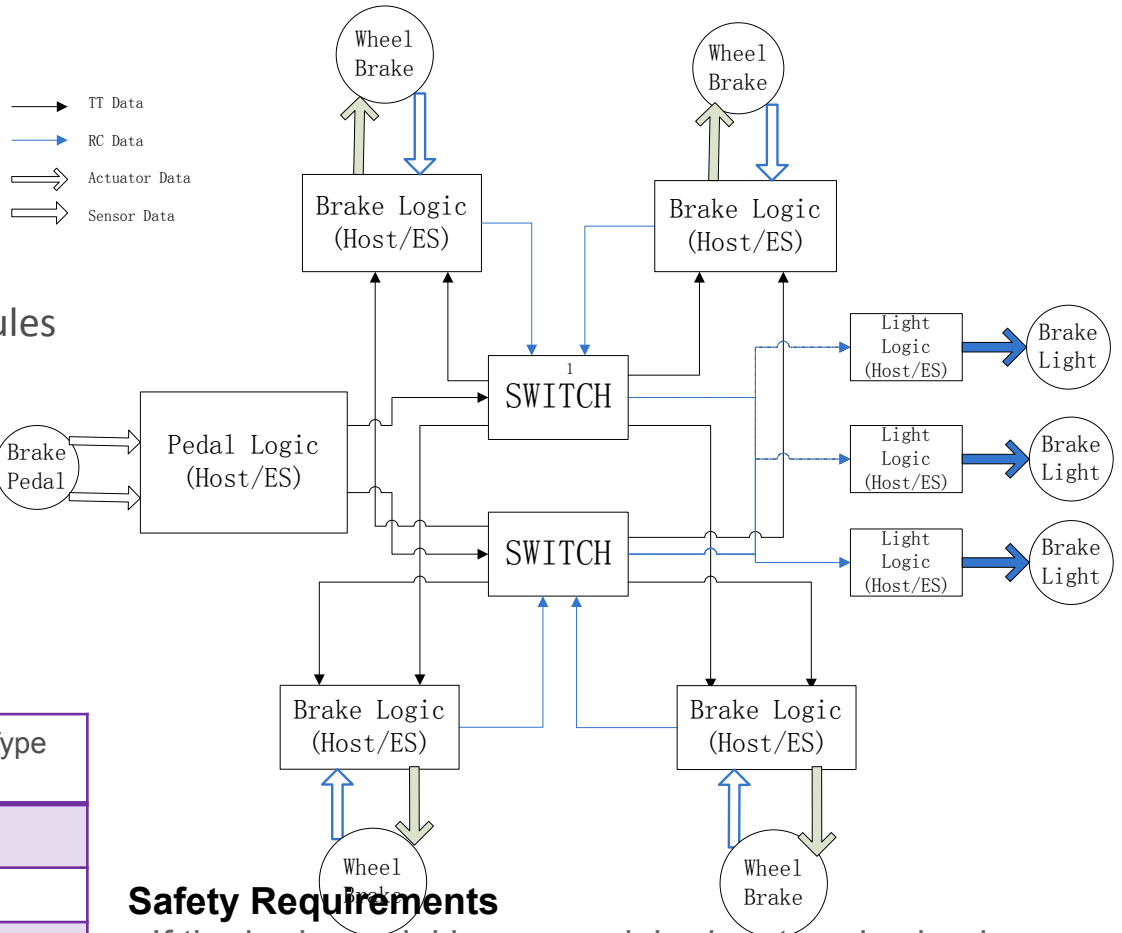 Wheel
Brake
Wheel
Brake
TT Data
RC Data
Actuator Data
Sensor Data
Brake Logic
(Host/ES)
Brake Logic
(Host/ES)
ules
Light
Logic
(Host/ES)
Brake
Light
1
SWITCH
Brake
Pedal
Pedal Logic
(Host/ES)
Light
Logic
(Host/ES)
Brake
Light
SWITCH
Light
Logic
(Host/ES)
Brake
Light
Brake Logic
(Host/ES)
Brake Logic
(Host/ES)
ype
Wheel
Brake
Wheel
Brake
Safety Requirements